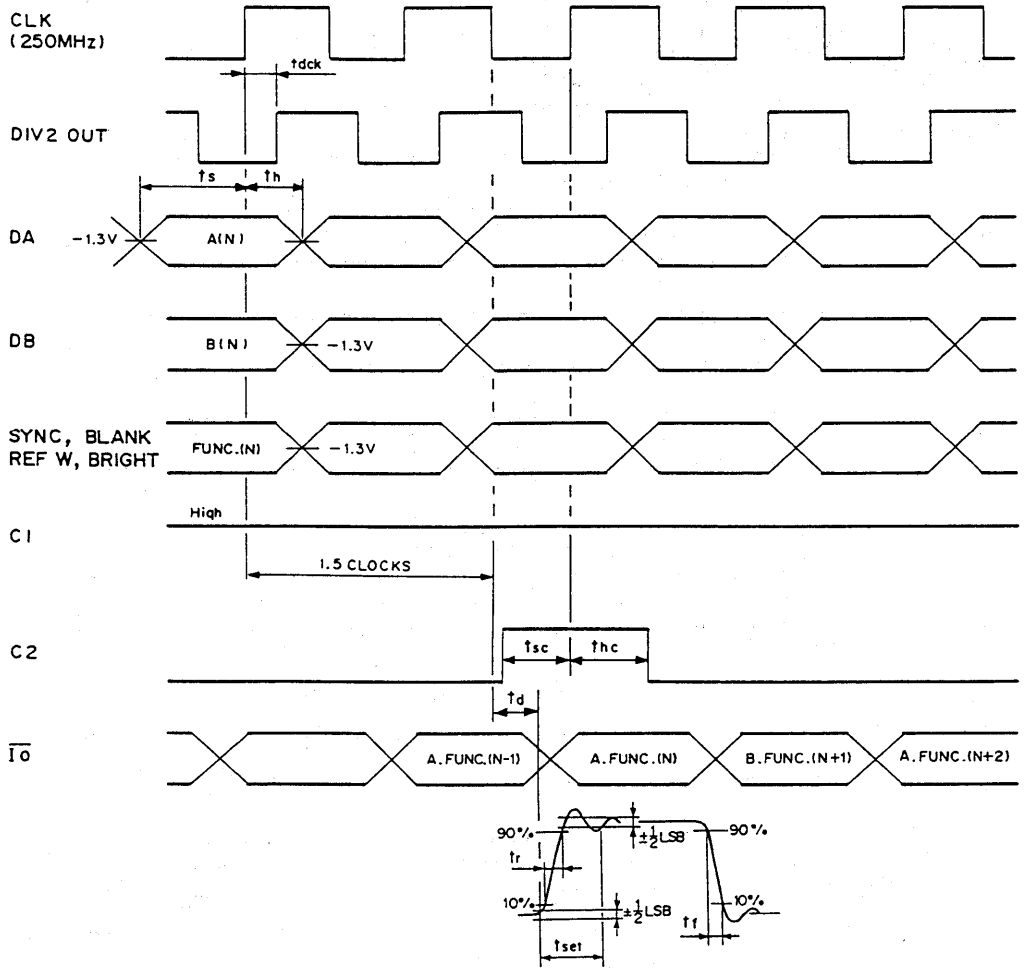 CLK
(250MHz)
tdck
DIV2 OUT
ts
th
DA
-1.3V
A(N)
DB
B(N)
-1.3V
SYNC, BLANK
REF W, BRIGHT
FUNC.(N)
-1.3V
High
C1
1.5 CLOCKS
C2
tsc
thc
td
Io
A.FUNC.(N-1)
A.FUNC.(N)
B.FUNC.(N+1)
A.FUNC.(N+2)
90%
±1/2LSB
90%
tr
10%
±1/2LSB
10%
tf
tset